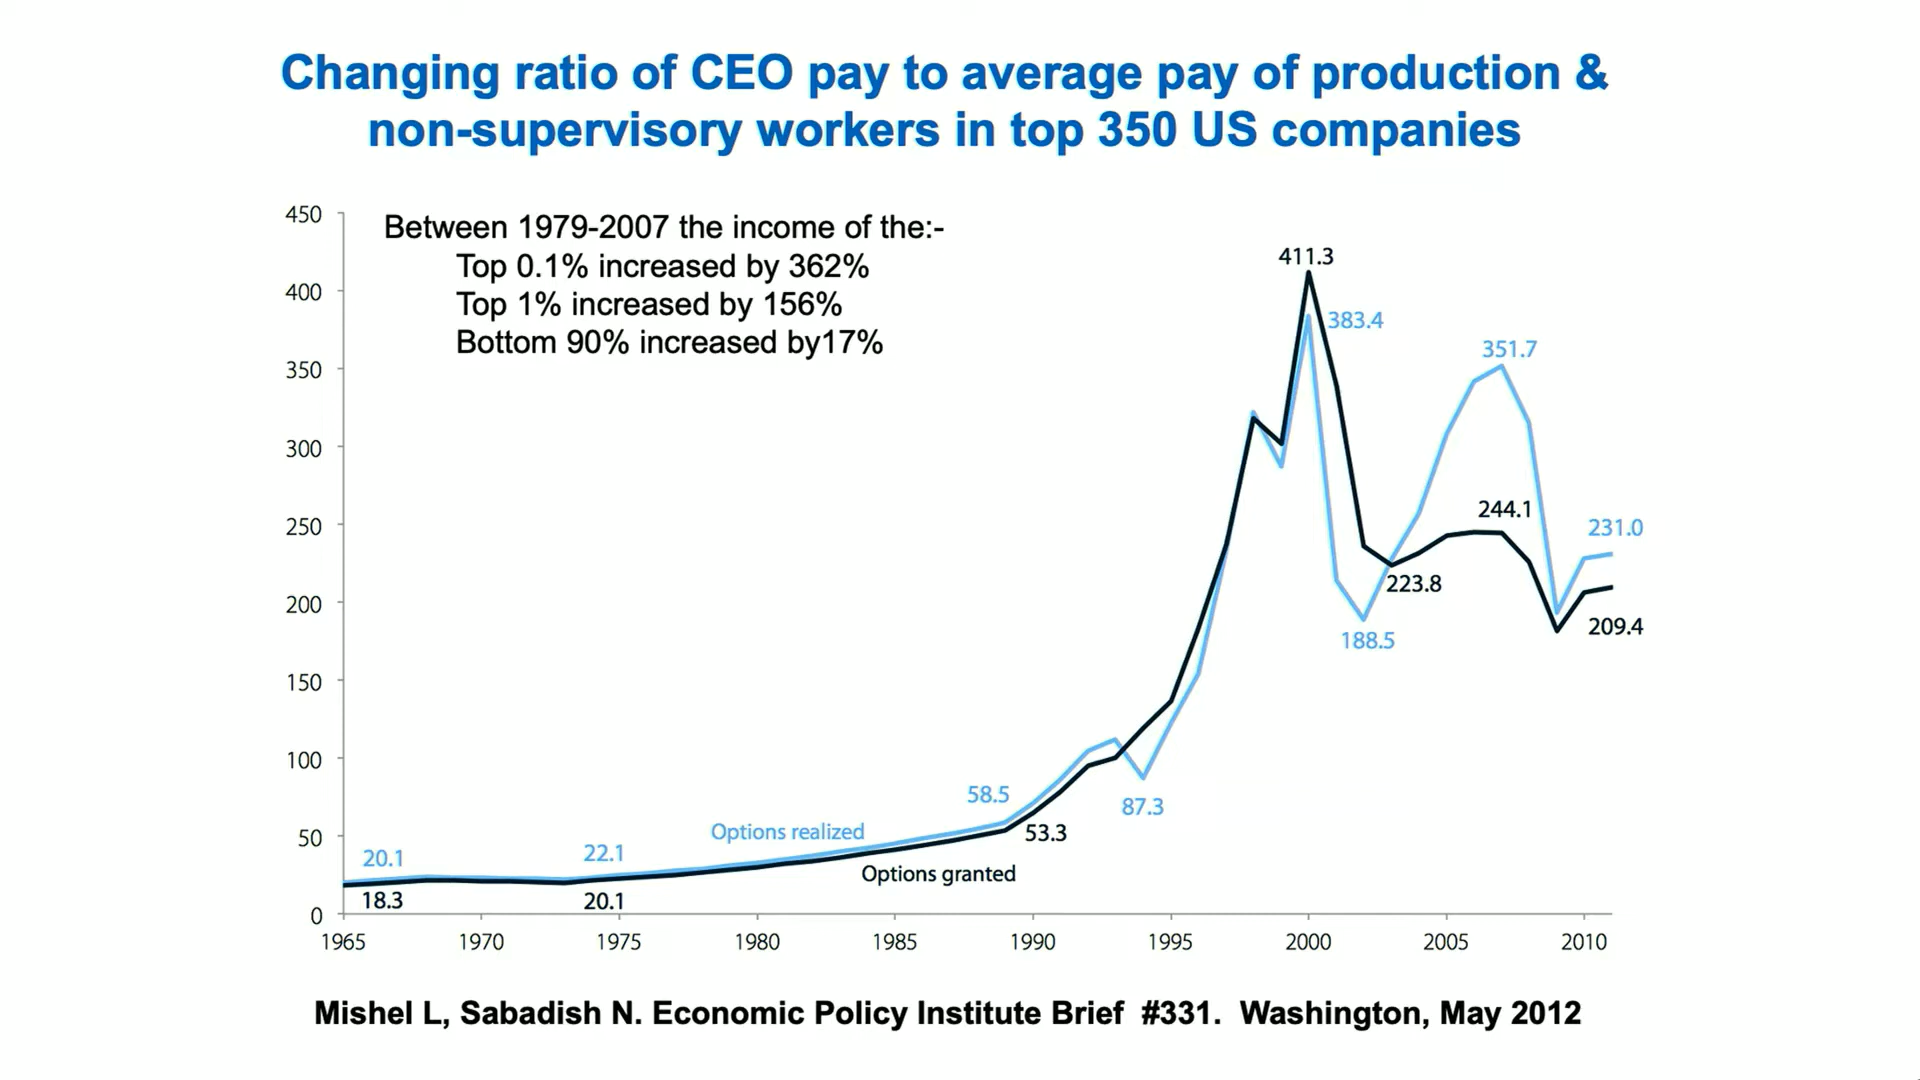 Changing ratio of CEO pay to average pay of production &
non-supervisory workers in top 350 US companies
Between 1979-2007 the income of the:-
Top 0.1% increased by 362%
Top 1% increased by 156%
Bottom 90% increased by17%
450
400
350
300
250
200
150
100
50
0
411.3
383.4
351.7
244.1
231.0
223.8
209.4
188.5
58.5
87.3
53.3
Options realized
Options granted
20.1
22.1
18.3
20.1
1965 1970 1975 1980 1985 1990 1995 2000 2005 2010
Mishel L, Sabadish N. Economic Policy Institute Brief #331. Washington, May 2012